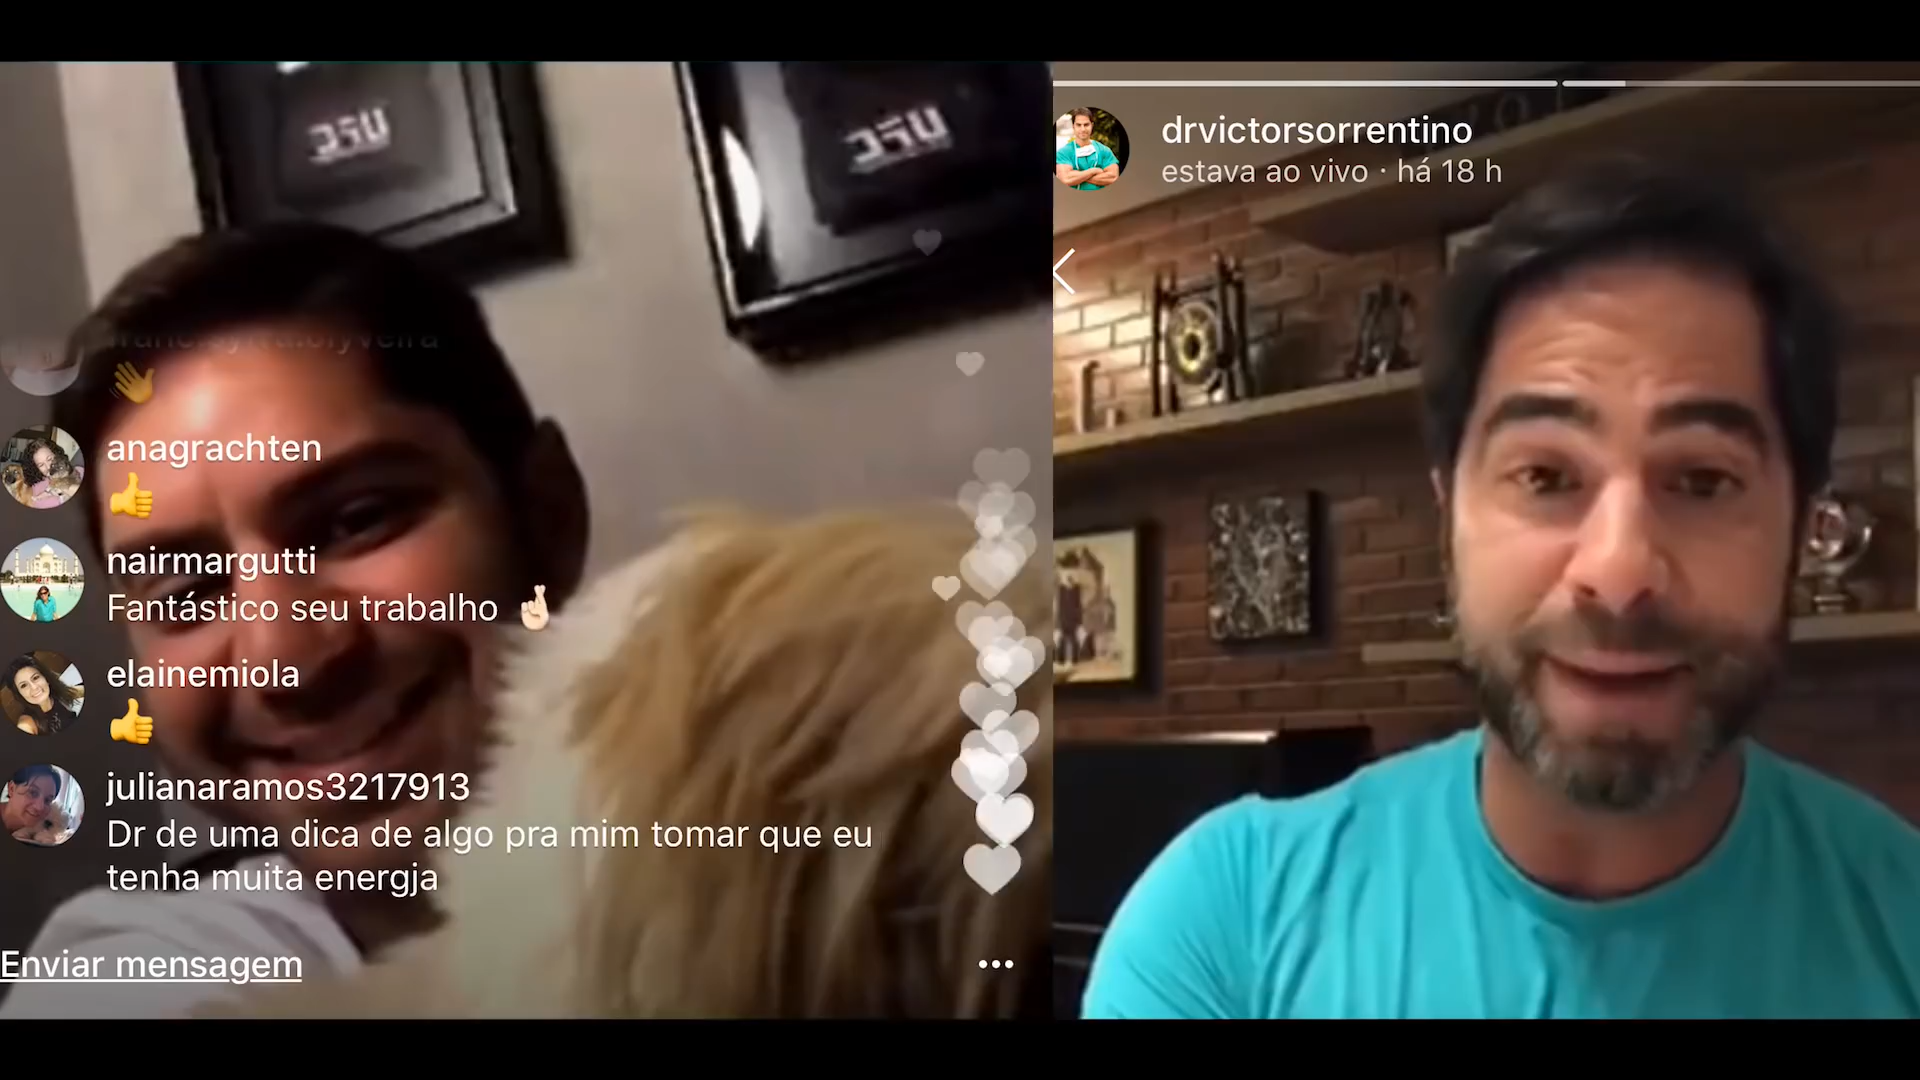 anagrachten
👍
nairmargutti
Fantástico seu trabalho 🤞🏻
elainemiola
👍
julianaramos3217913
Dr de uma dica de algo pra mim tomar que eu
tenha muita energja
Enviar mensagem
drvictorsorrentino
estava ao vivo · há 18 h